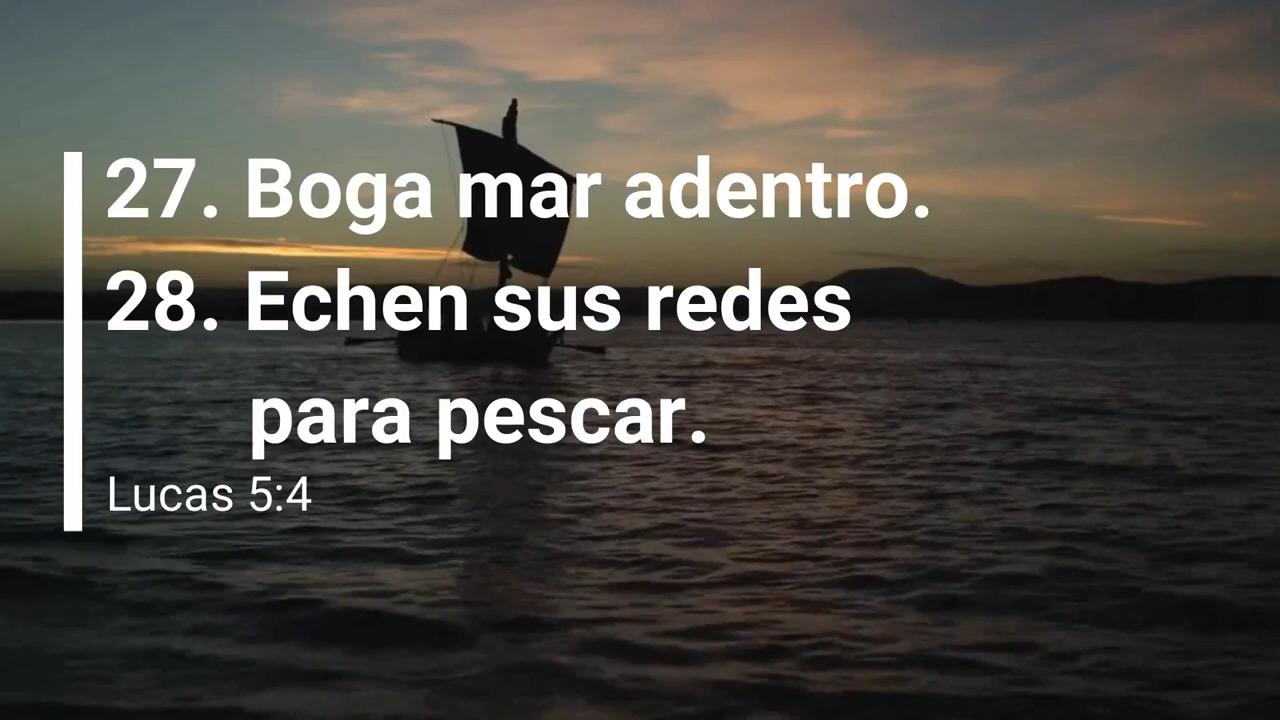 27. Boga mar adentro.
28. Echen sus redes
para pescar.
Lucas 5:4